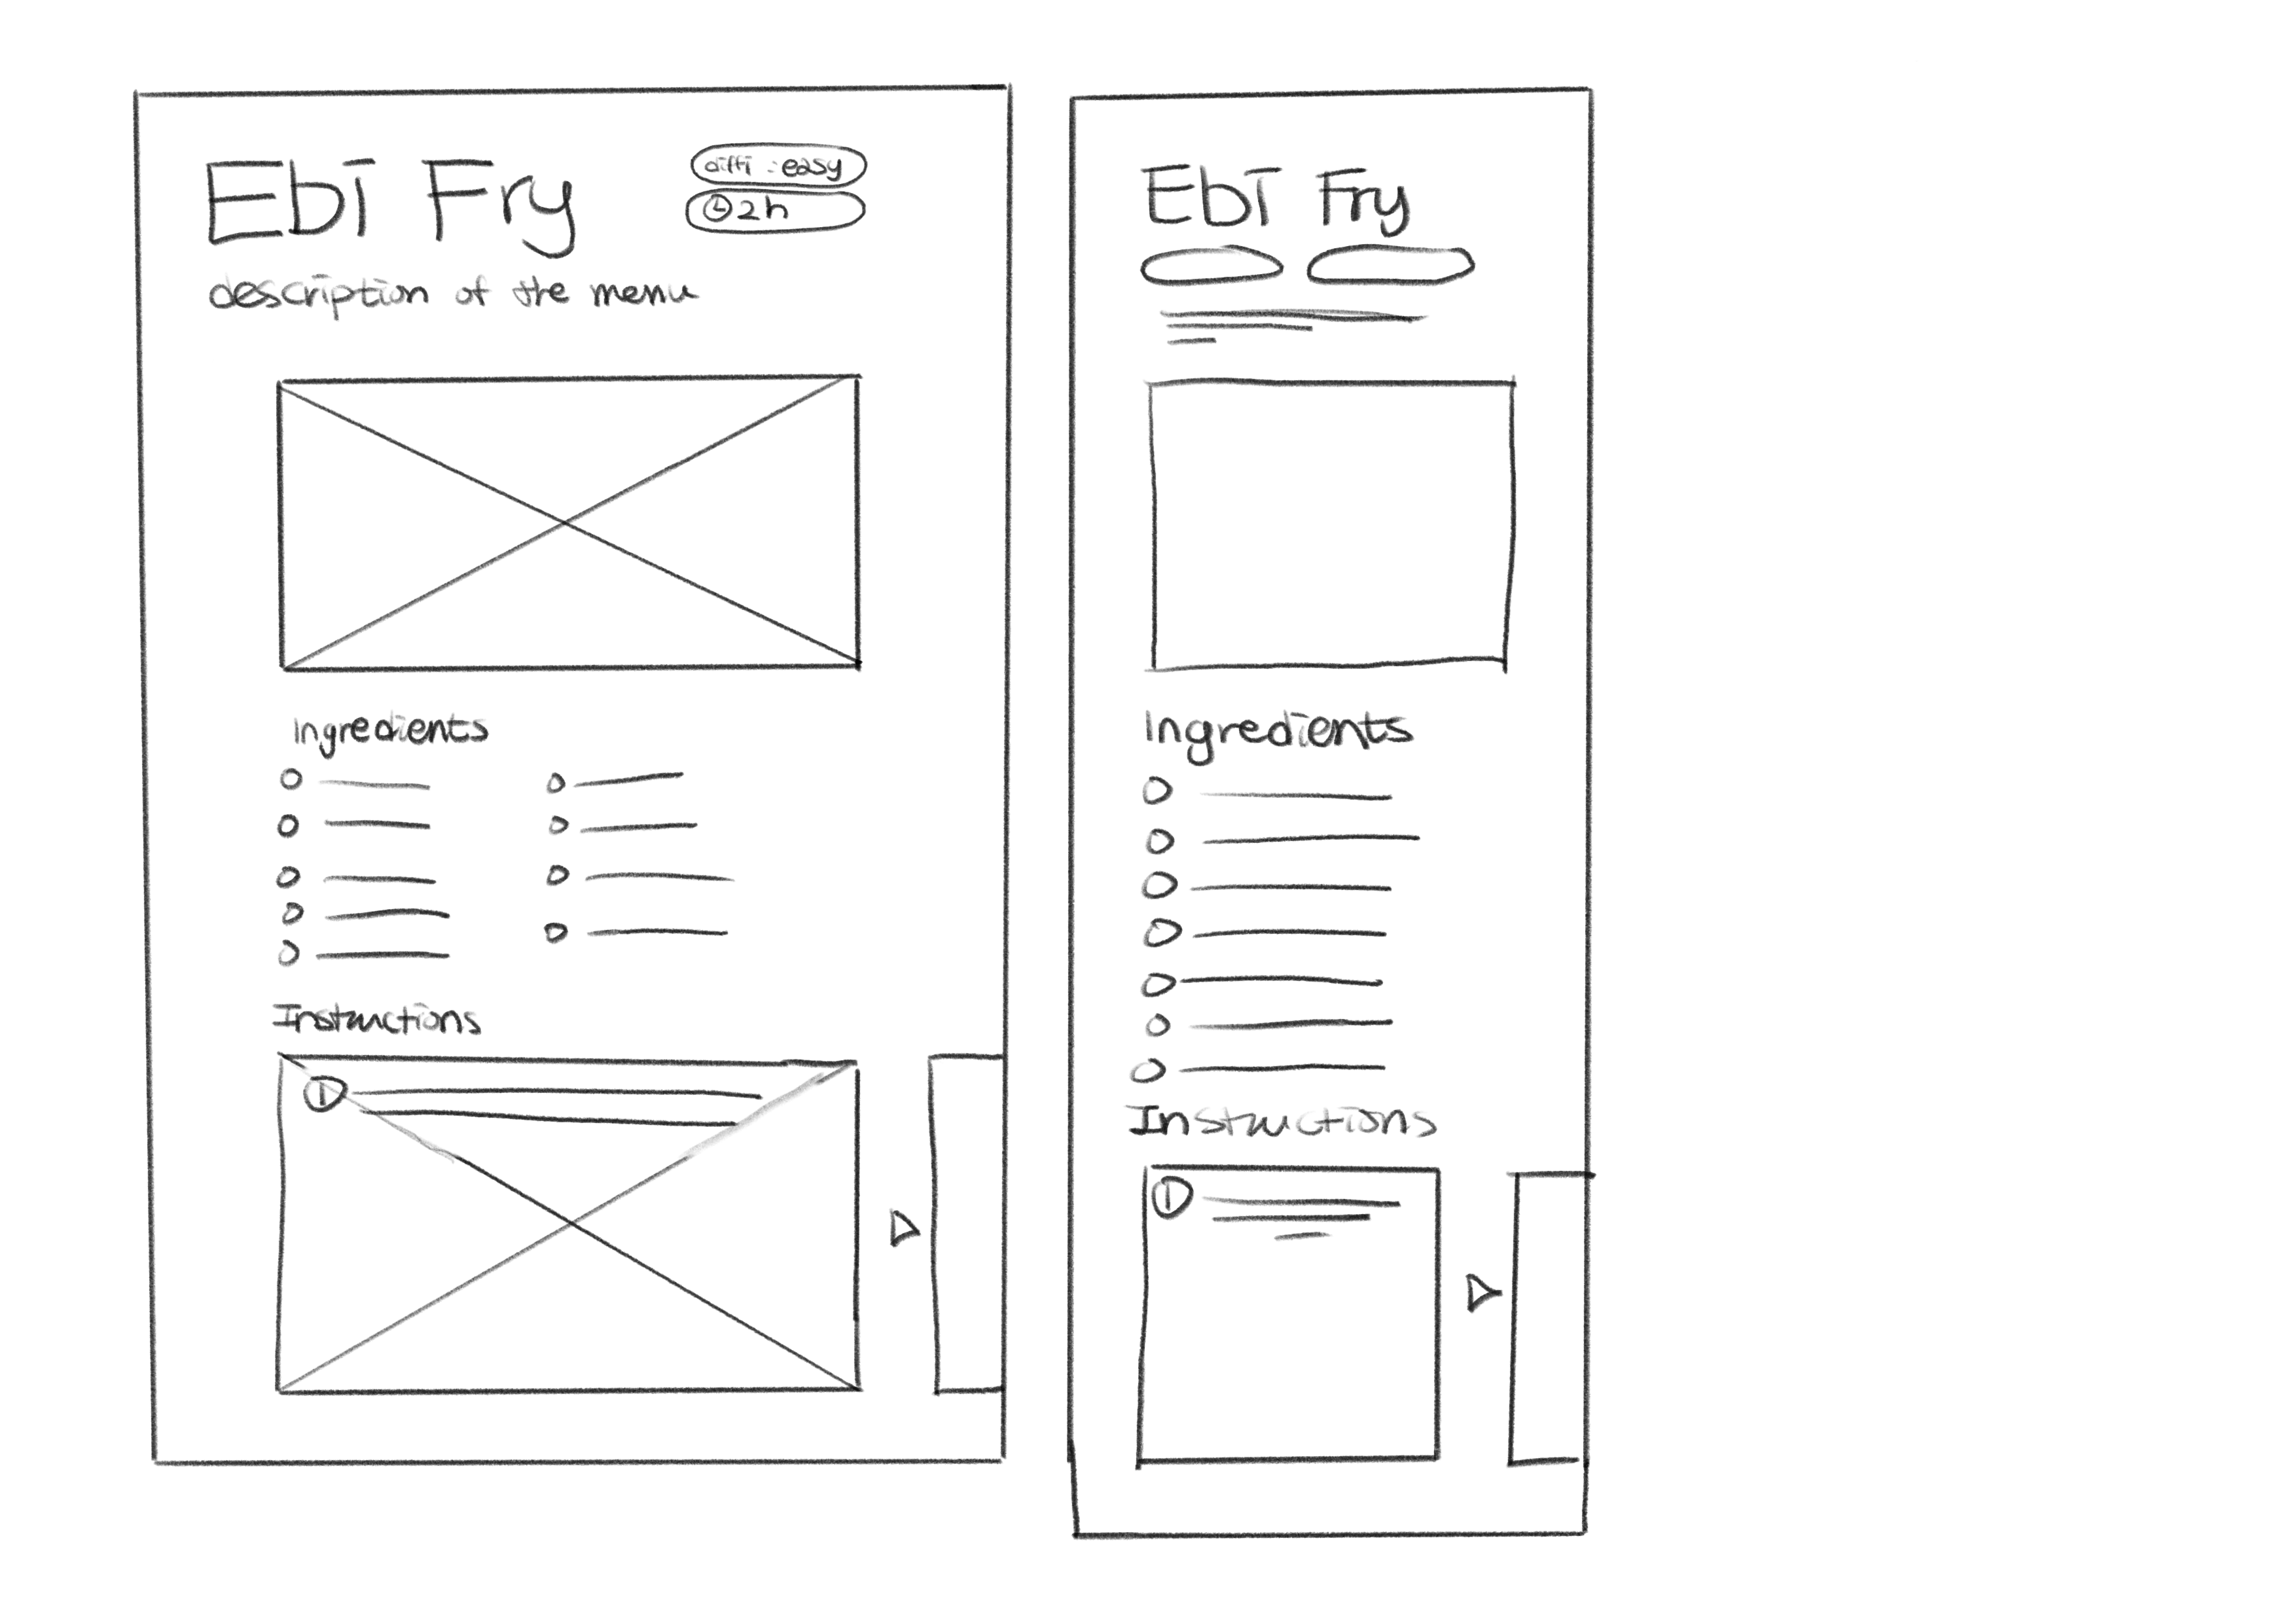 Ebi Fry
diffi : easy
2h
description of the menu
Ingredients
Instructions
1
Ebi Fry
Ingredients
Instructions
1